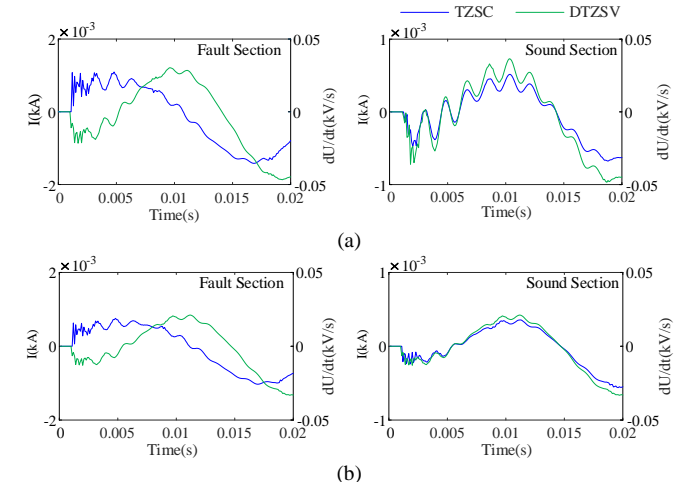 TZSC DTZSV
×10⁻³
2
0
-2
I(kA)
Fault Section
0.05
0
-0.05
dU/dt(kV/s)
0 0.005 0.01 0.015 0.02
Time(s)
×10⁻³
1
0
-1
I(kA)
Sound Section
0.05
0
-0.05
dU/dt(kV/s)
0 0.005 0.01 0.015 0.02
Time(s)
(a)
×10⁻³
2
0
-2
I(kA)
Fault Section
0.05
0
-0.05
dU/dt(kV/s)
0 0.005 0.01 0.015 0.02
Time(s)
×10⁻³
1
0
-1
I(kA)
Sound Section
0.05
0
-0.05
dU/dt(kV/s)
0 0.005 0.01 0.015 0.02
Time(s)
(b)